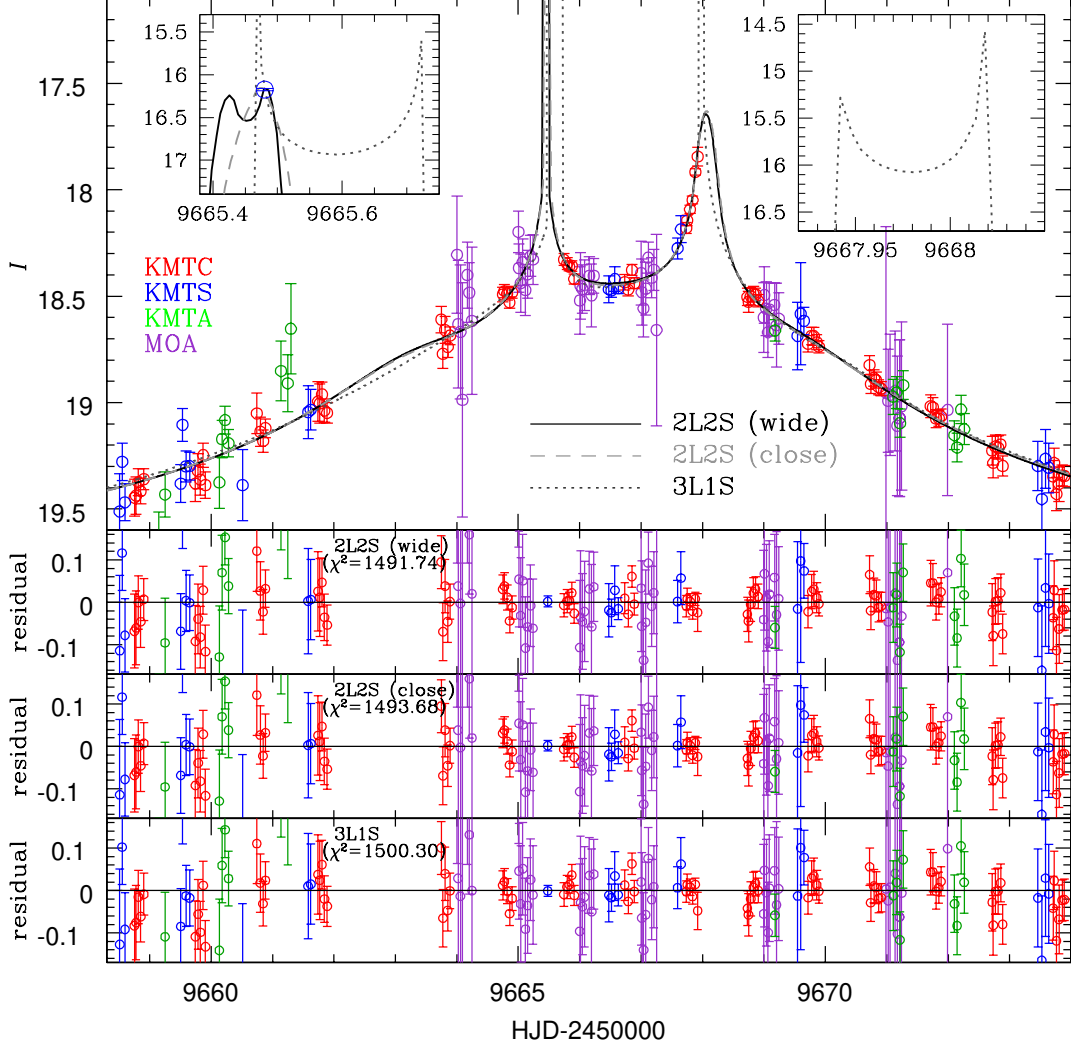 15.5
16
16.5
17
9665.4
9665.6
14.5
15
15.5
16
16.5
9667.95
9668
17.5
18
18.5
19
19.5
I
KMTC
KMTS
KMTA
MOA
2L2S (wide)
2L2S (close)
3L1S
residual
0.1
0
-0.1
2L2S (wide)
(χ²=1491.74)
residual
0.1
0
-0.1
2L2S (close)
(χ²=1493.68)
residual
0.1
0
-0.1
3L1S
(χ²=1500.30)
9660
9665
9670
HJD-2450000